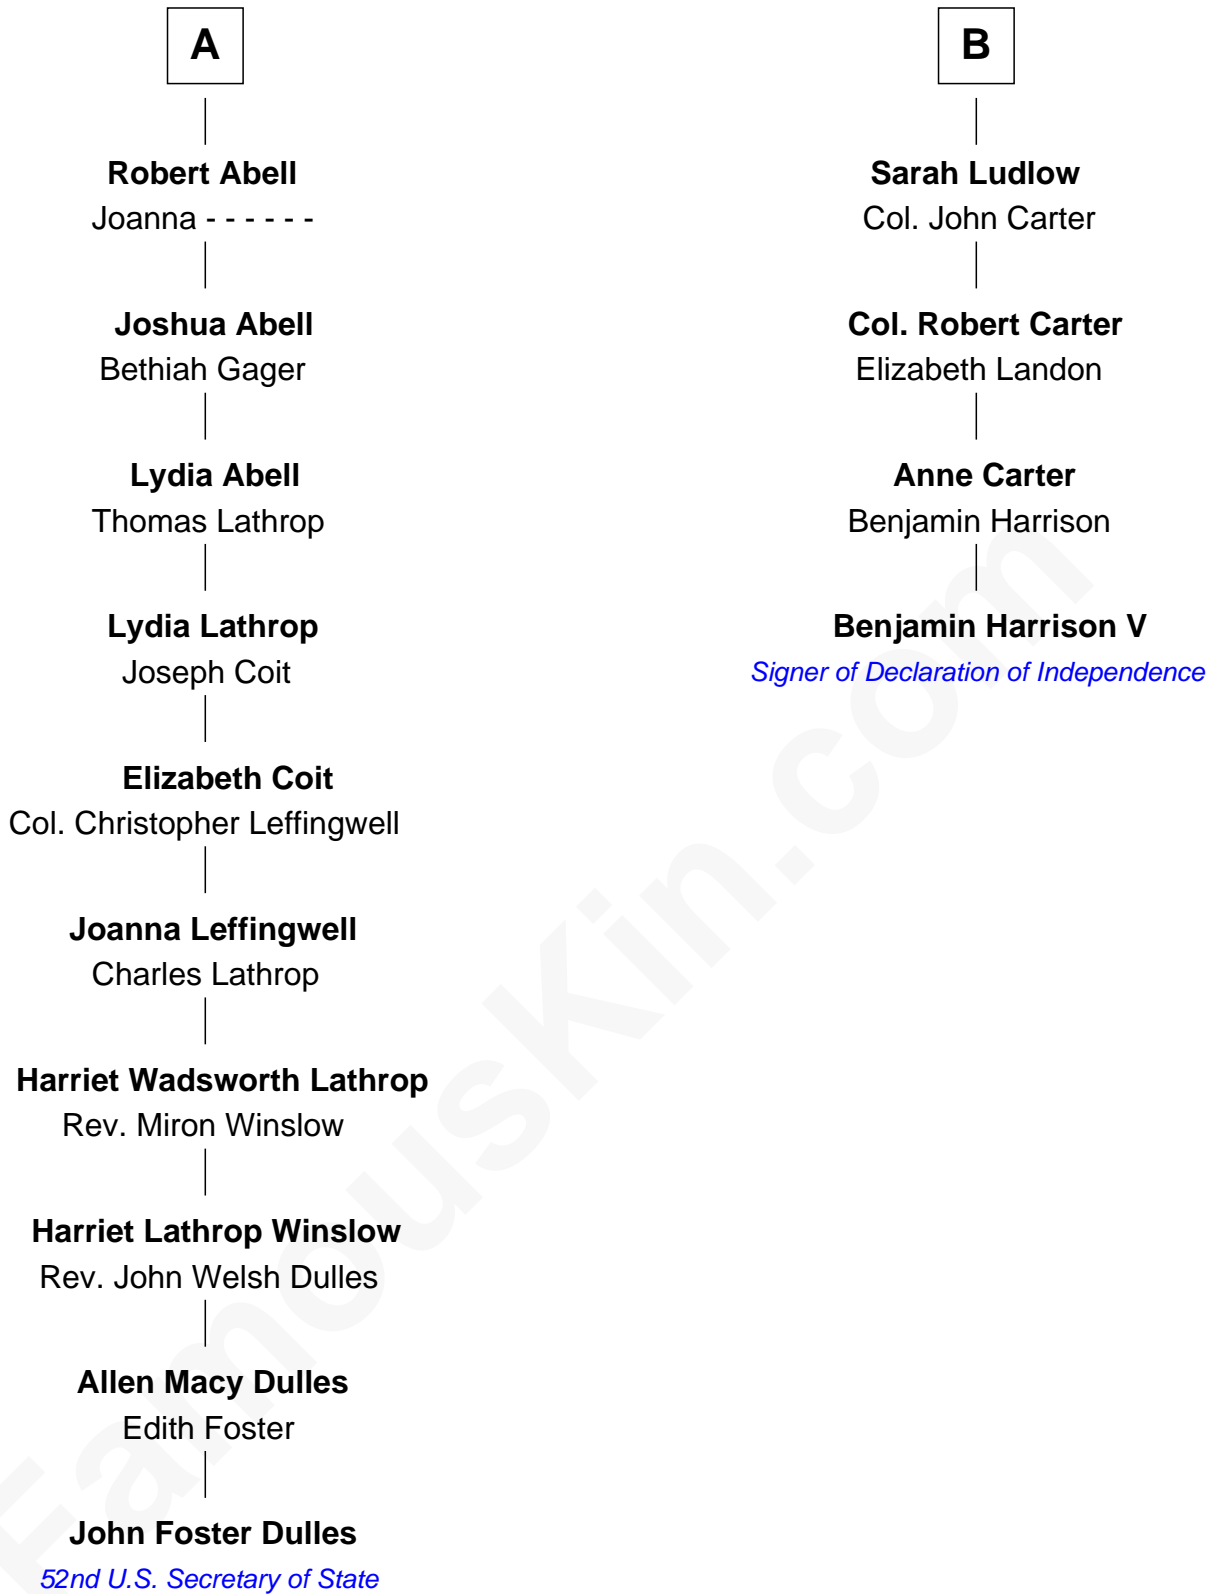 A
Robert Abell
Joanna - - - - - -
Joshua Abell
Bethiah Gager
Lydia Abell
Thomas Lathrop
Lydia Lathrop
Joseph Coit
Elizabeth Coit
Col. Christopher Leffingwell
Joanna Leffingwell
Charles Lathrop
Harriet Wadsworth Lathrop
Rev. Miron Winslow
Harriet Lathrop Winslow
Rev. John Welsh Dulles
Allen Macy Dulles
Edith Foster
John Foster Dulles
52nd U.S. Secretary of State
B
Sarah Ludlow
Col. John Carter
Col. Robert Carter
Elizabeth Landon
Anne Carter
Benjamin Harrison
Benjamin Harrison V
Signer of Declaration of Independence
FamousKin.com